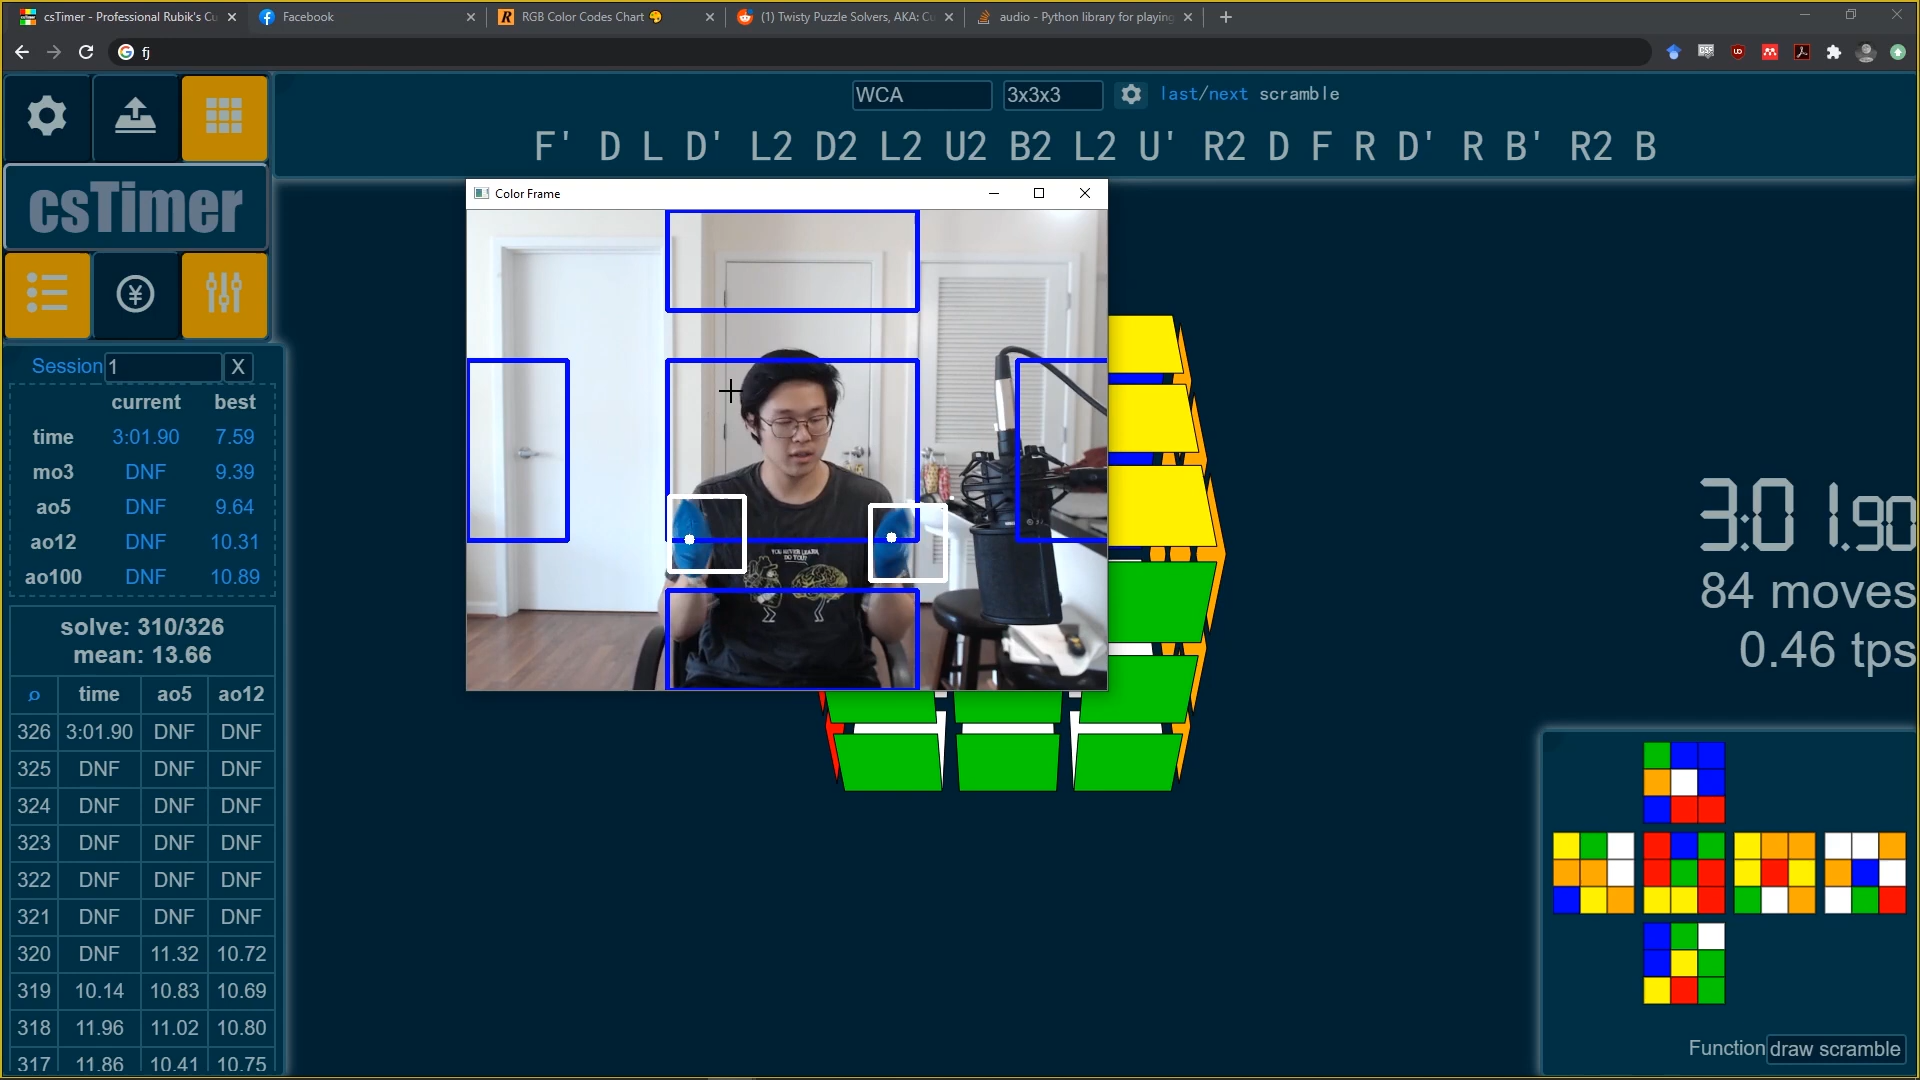 csTimer - Professional Rubik's Cu
Facebook
RGB Color Codes Chart
(1) Twisty Puzzle Solvers, AKA: Cu
audio - Python library for playing
fj
WCA
3x3x3
last/next scramble
F' D L D' L2 D2 L2 U2 B2 L2 U' R2 D F R D' R B' R2 B
csTimer
Color Frame
YOU NEVER LEARN,
DO YOU?
Session 1 X
current best
time 3:01.90 7.59
mo3 DNF 9.39
ao5 DNF 9.64
ao12 DNF 10.31
ao100 DNF 10.89
solve: 310/326
mean: 13.66
time ao5 ao12
326 3:01.90 DNF DNF
325 DNF DNF DNF
324 DNF DNF DNF
323 DNF DNF DNF
322 DNF DNF DNF
321 DNF DNF DNF
320 DNF 11.32 10.72
319 10.14 10.83 10.69
318 11.96 11.02 10.80
317 11.86 10.41 10.75
3:01.90
84 moves
0.46 tps
Function draw scramble